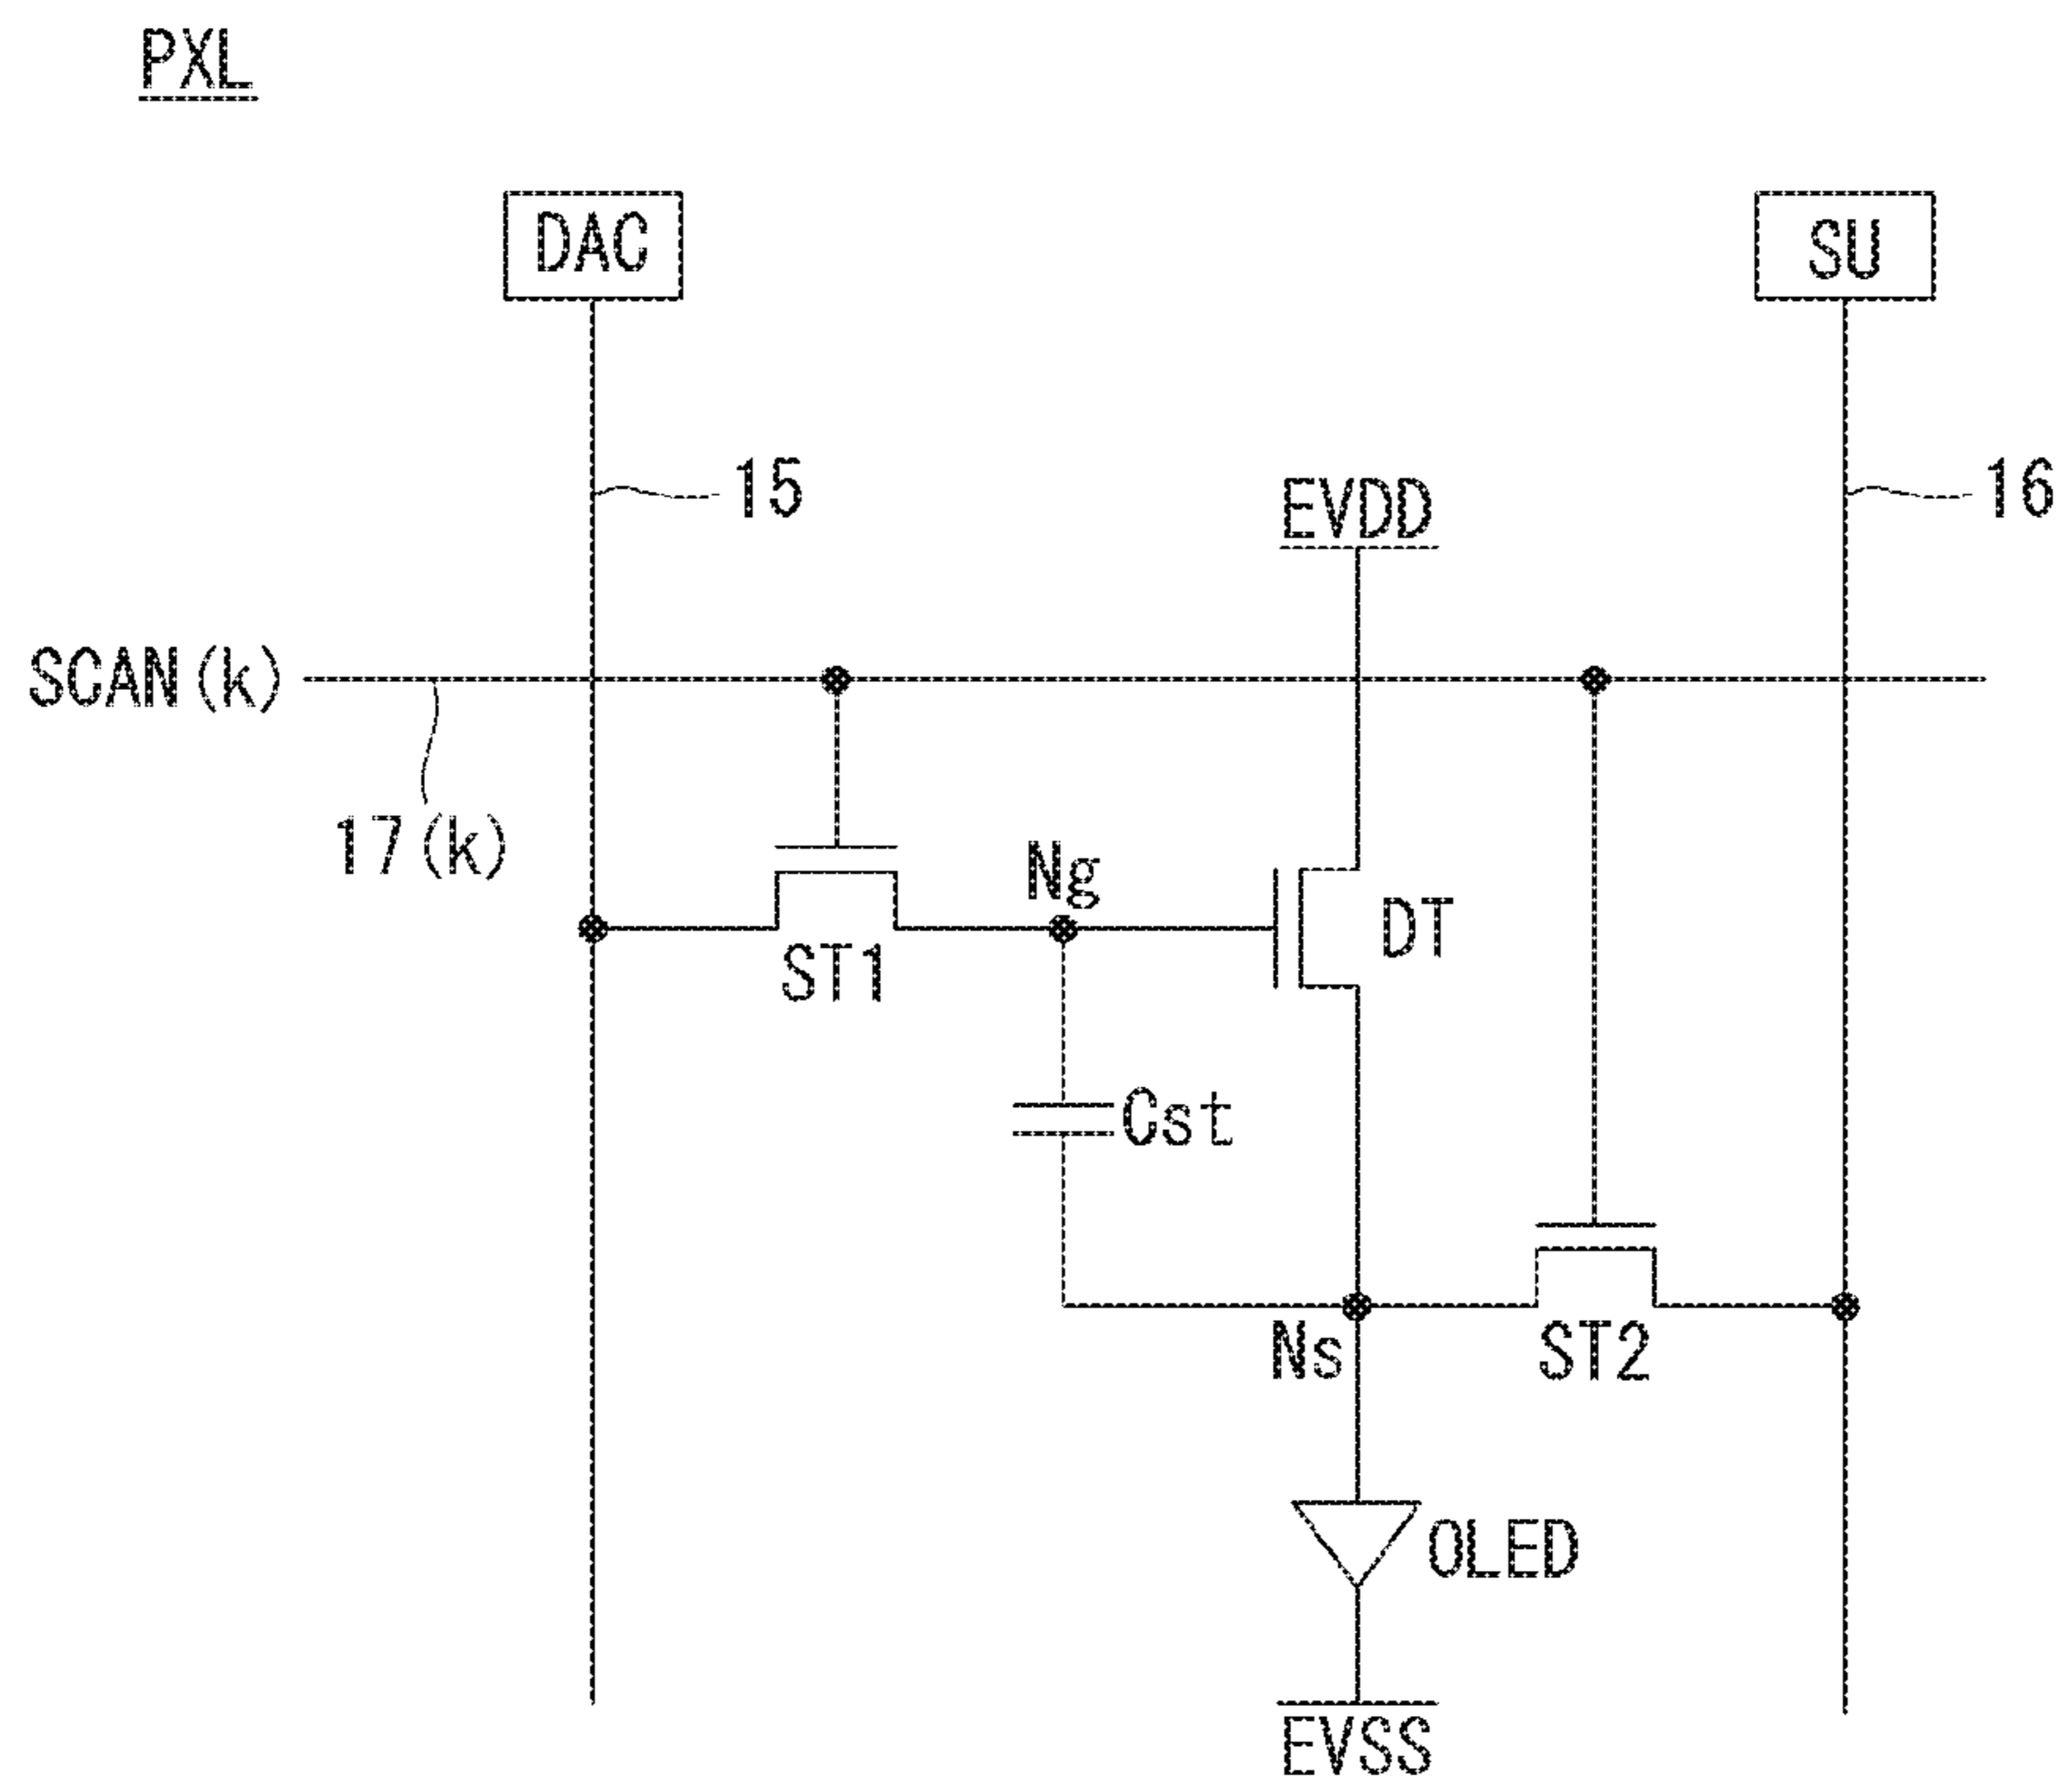 PXL
DAC
SU
15
16
EVDD
SCAN(k)
17(k)
Ng
DT
ST1
Cst
Ns
ST2
OLED
EVSS